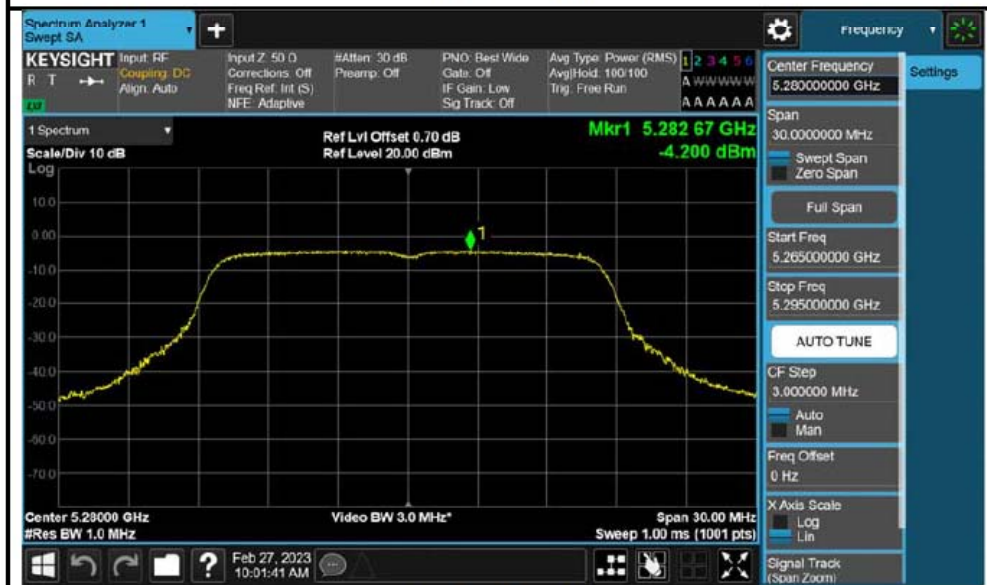 Spectrum Analyzer 1
Swept SA
Frequency
KEYSIGHT
R T
LXI
Input: RF
Coupling: DC
Align: Auto
Input Z: 50 Ω
Corrections: Off
Freq Ref: Int (S)
NFE: Adaptive
#Atten: 30 dB
Preamp: Off
PNO: Best Wide
Gate: Off
IF Gain: Low
Sig Track: Off
Avg Type: Power (RMS)
Avg|Hold: 100/100
Trig: Free Run
1 2 3 4 5 6
A W W W W W
A A A A A A
1 Spectrum
Scale/Div 10 dB
Log
Ref Lvl Offset 0.70 dB
Ref Level 20.00 dBm
Mkr1 5.282 67 GHz
-4.200 dBm
10.0
0.00
-10.0
-20.0
-30.0
-40.0
-50.0
-60.0
-70.0
1
Center 5.28000 GHz
#Res BW 1.0 MHz
Video BW 3.0 MHz*
Span 30.00 MHz
Sweep 1.00 ms (1001 pts)
?
Feb 27, 2023
10:01:41 AM
Center Frequency
5.280000000 GHz
Settings
Span
30.0000000 MHz
Swept Span
Zero Span
Full Span
Start Freq
5.265000000 GHz
Stop Freq
5.295000000 GHz
AUTO TUNE
CF Step
3.000000 MHz
Auto
Man
Freq Offset
0 Hz
X Axis Scale
Log
Lin
Signal Track
(Span Zoom)